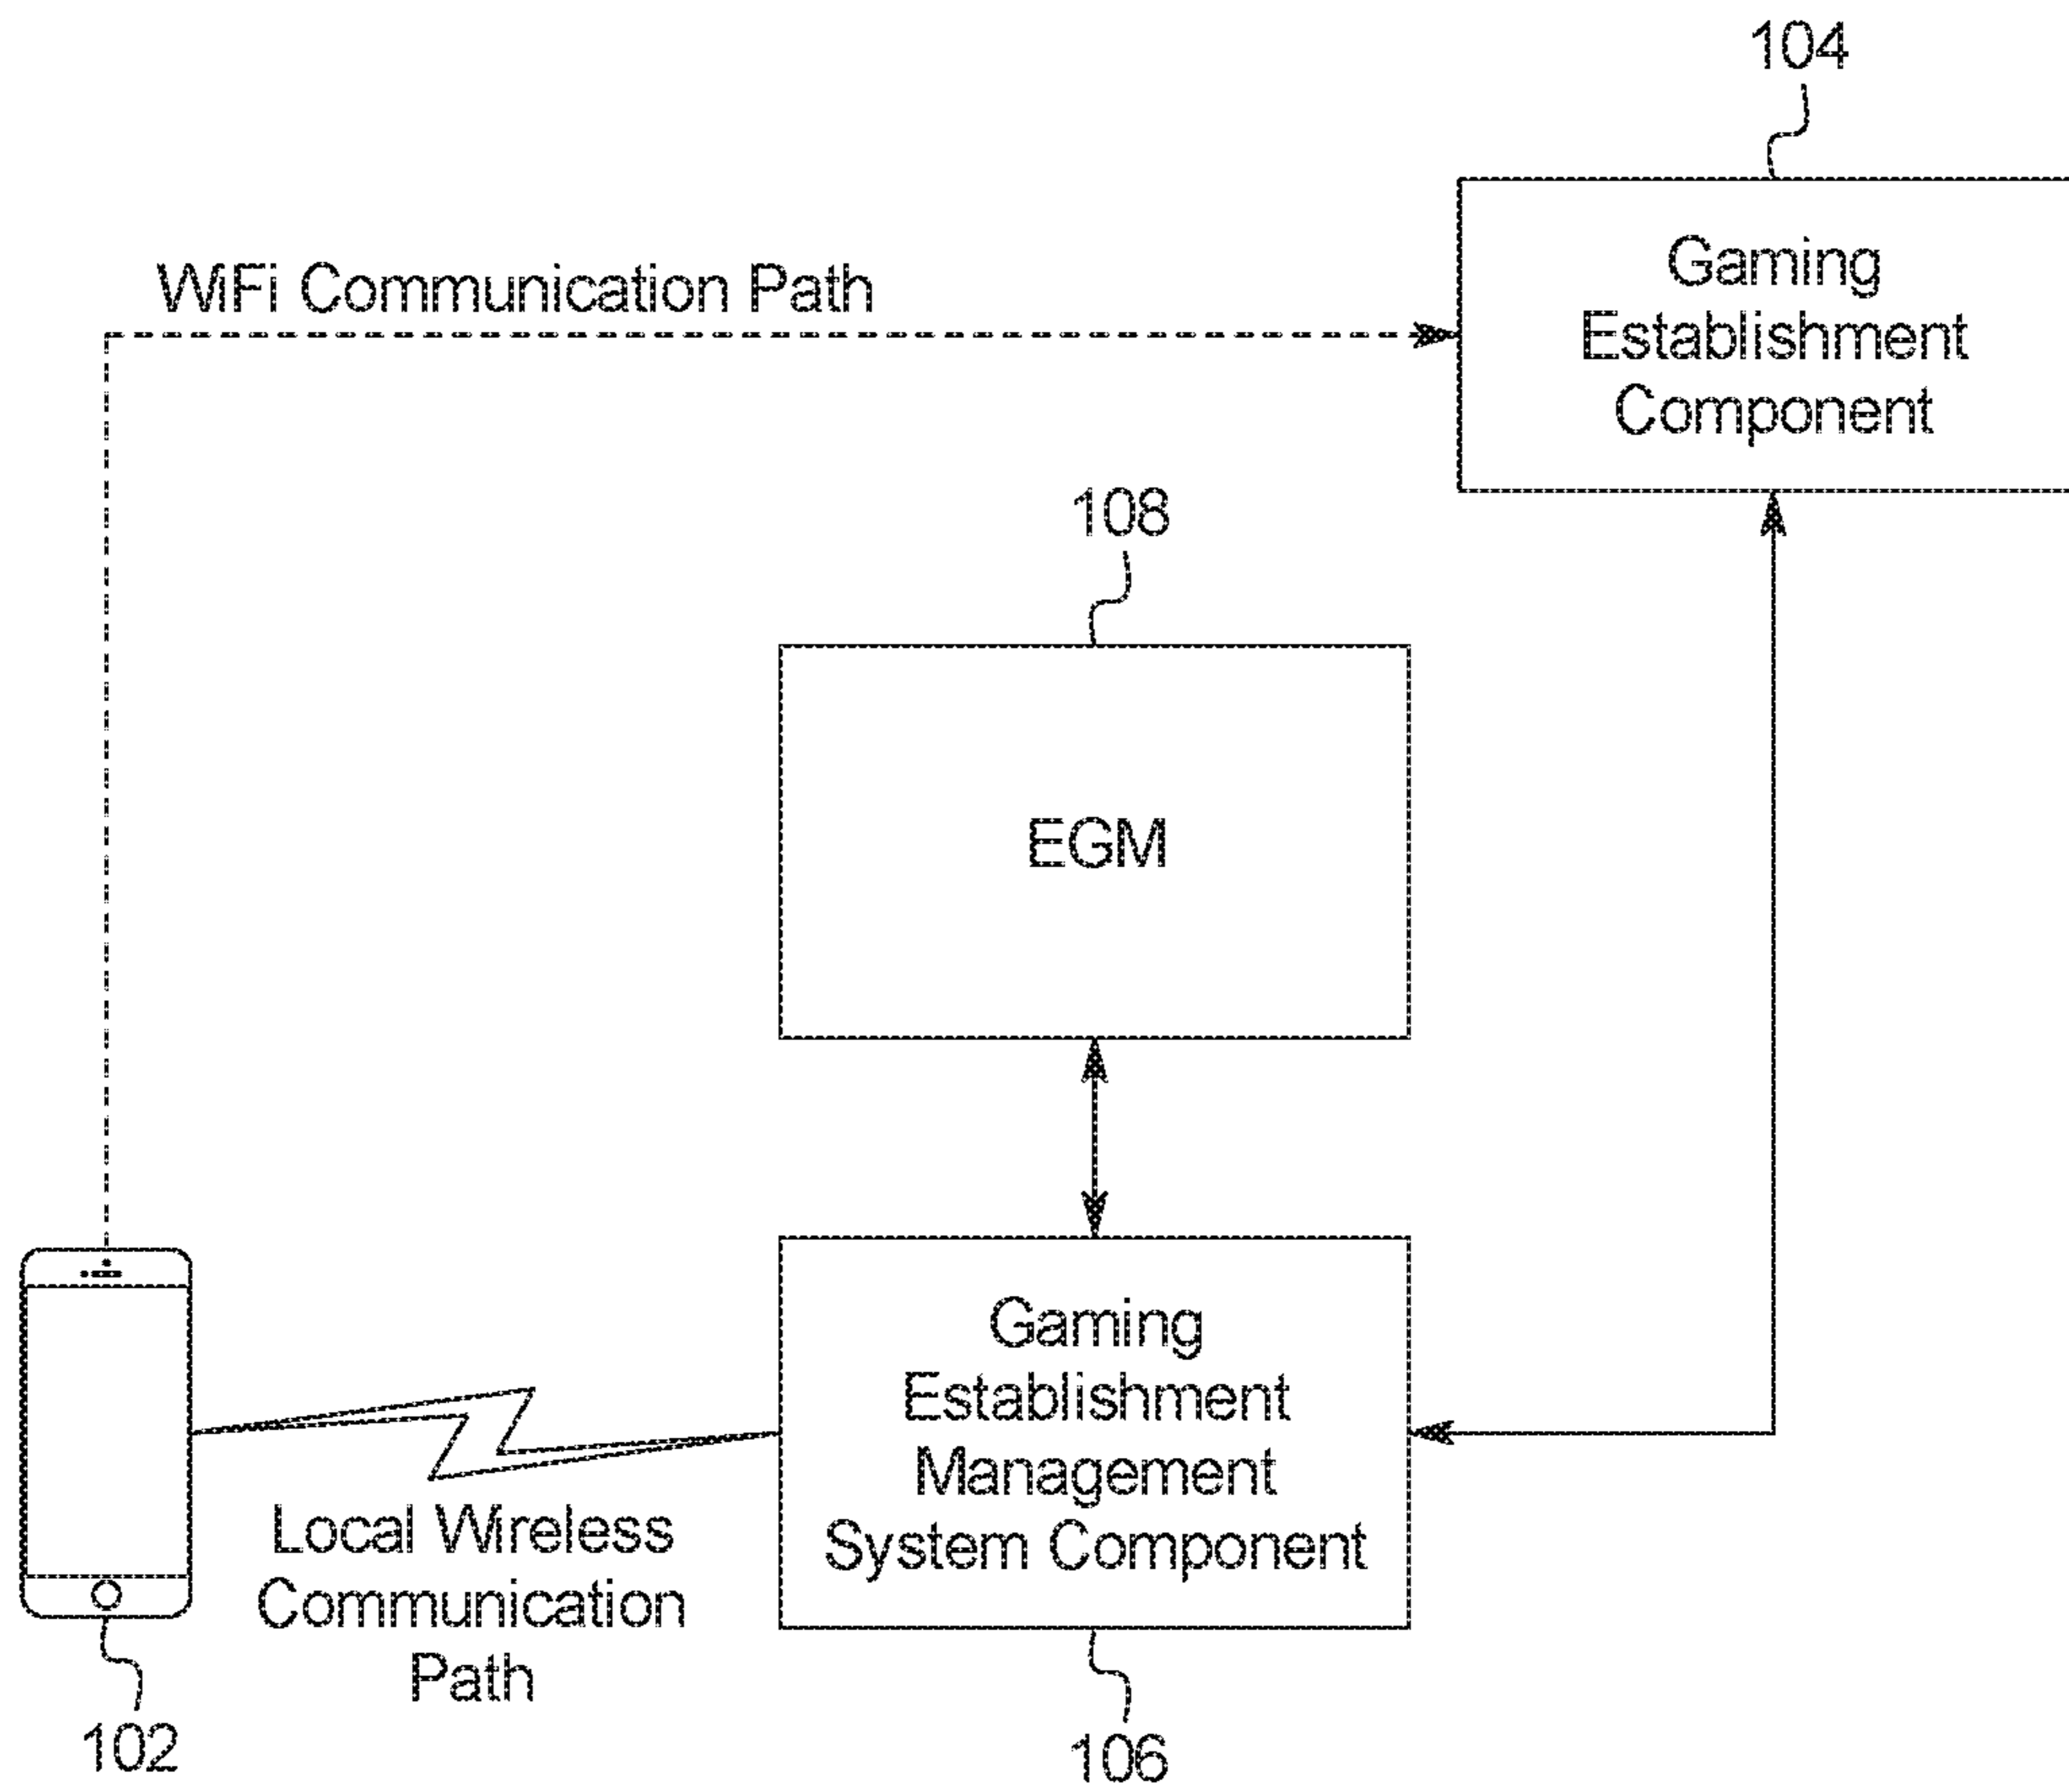 104
Gaming
Establishment
Component
WiFi Communication Path
108
EGM
Gaming
Establishment
Management
System Component
Local Wireless
Communication
Path
102
106